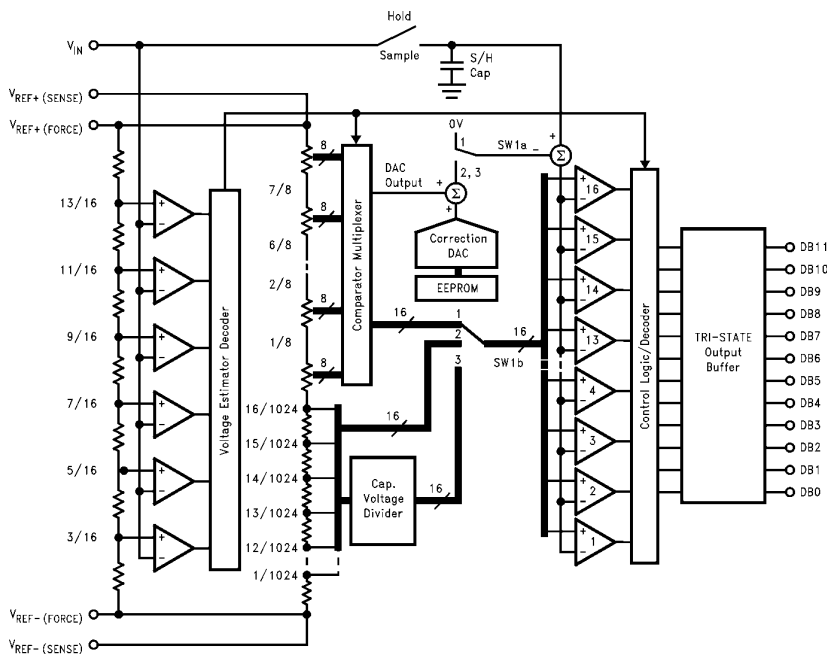 Hold
V_IN
Sample
S/H
Cap
V_REF+ (SENSE)
V_REF+ (FORCE)
0V
1
SW1a
−
+
Σ
8
7/8
DAC
Output
2, 3
+
Σ
+
13/16
+
−
8
6/8
Correction
DAC
11/16
+
−
2/8
EEPROM
9/16
+
−
8
1/8
16
1
2
3
SW1b
16
7/16
+
−
8
Voltage Estimator Decoder
Comparator Multiplexer
16/1024
15/1024
16
5/16
+
−
14/1024
Cap.
Voltage
Divider
16
13/1024
3/16
+
−
12/1024
1/1024
V_REF− (FORCE)
V_REF− (SENSE)
+
−
16
+
−
15
+
−
14
+
−
13
+
−
4
+
−
3
+
−
2
+
−
1
Control Logic/Decoder
TRI-STATE
Output
Buffer
DB11
DB10
DB9
DB8
DB7
DB6
DB5
DB4
DB3
DB2
DB1
DB0